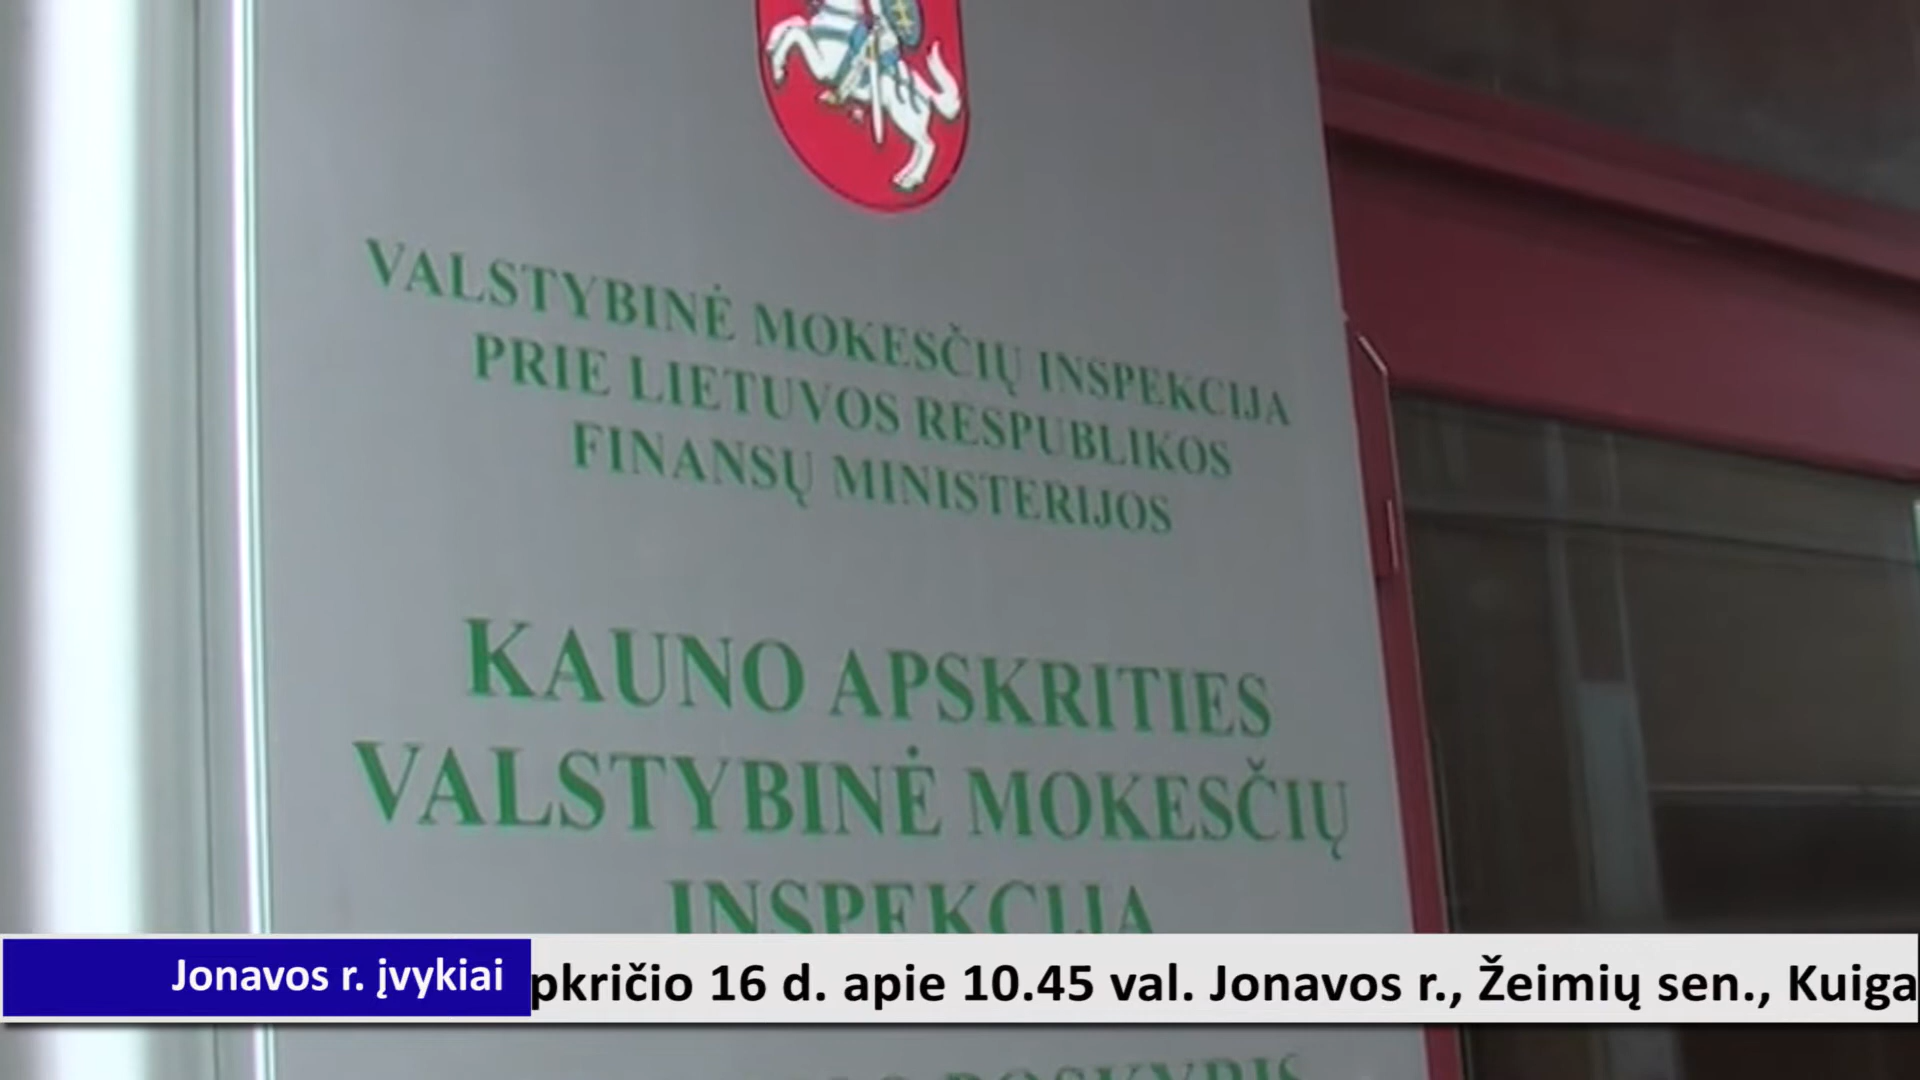 VALSTYBINĖ MOKESČIŲ INSPEKCIJA
PRIE LIETUVOS RESPUBLIKOS
FINANSŲ MINISTERIJOS
KAUNO APSKRITIES
VALSTYBINĖ MOKESČIŲ
INSPEKCIJA
Jonavos r. įvykiai
pkričio 16 d. apie 10.45 val. Jonavos r., Žeimių sen., Kuiga